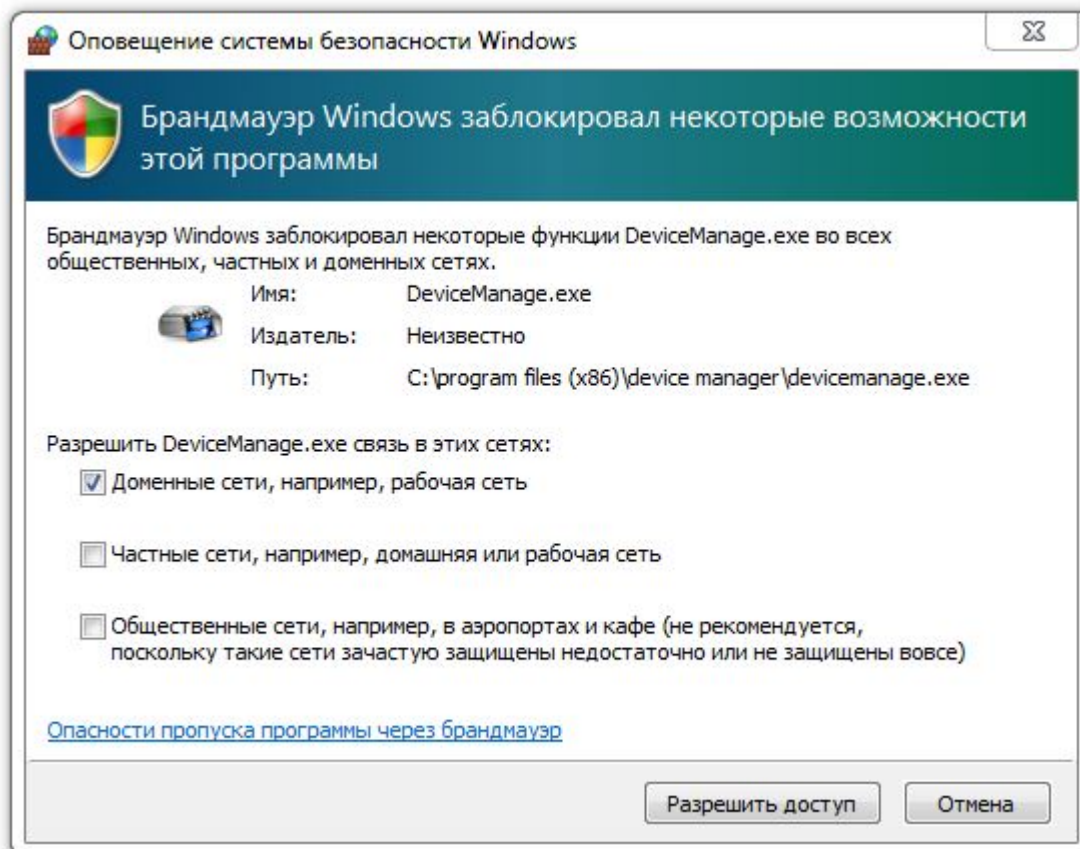 Оповещение системы безопасности Windows
Брандмауэр Windows заблокировал некоторые возможности
этой программы
Брандмауэр Windows заблокировал некоторые функции DeviceManage.exe во всех
общественных, частных и доменных сетях.
Имя: DeviceManage.exe
Издатель: Неизвестно
Путь: C:\program files (x86)\device manager\devicemanage.exe
Разрешить DeviceManage.exe связь в этих сетях:
Доменные сети, например, рабочая сеть
Частные сети, например, домашняя или рабочая сеть
Общественные сети, например, в аэропортах и кафе (не рекомендуется,
поскольку такие сети зачастую защищены недостаточно или не защищены вовсе)
Опасности пропуска программы через брандмауэр
Разрешить доступ Отмена